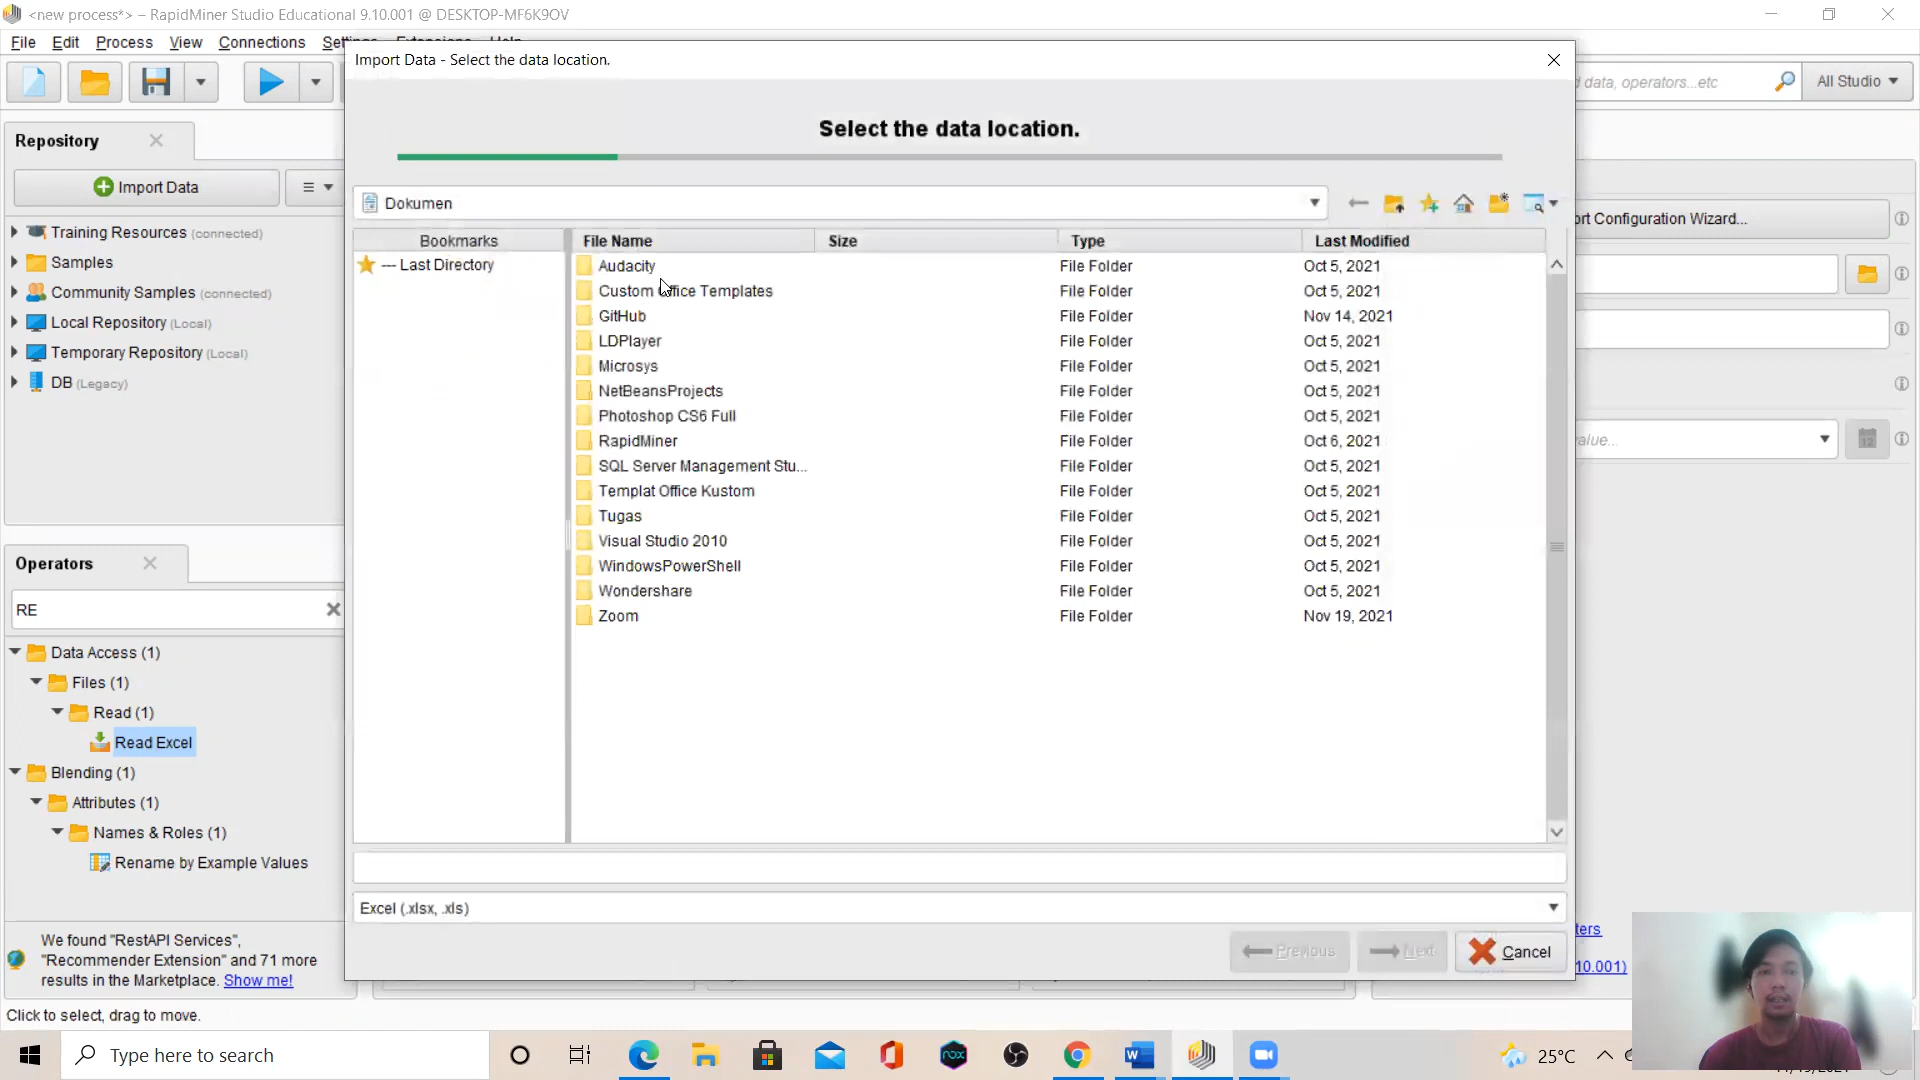 <new process*> – RapidMiner Studio Educational 9.10.001 @ DESKTOP-MF6K9OV
File Edit Process View Connections
Import Data - Select the data location.
data, operators...etc
All Studio
Select the data location.
Repository
Import Data
Training Resources (connected)
Samples
Community Samples (connected)
Local Repository (Local)
Temporary Repository (Local)
DB (Legacy)
Dokumen
Configuration Wizard...
Bookmarks
--- Last Directory
File Name Size Type Last Modified
Audacity File Folder Oct 5, 2021
Custom Office Templates File Folder Oct 5, 2021
GitHub File Folder Nov 14, 2021
LDPlayer File Folder Oct 5, 2021
Microsys File Folder Oct 5, 2021
NetBeansProjects File Folder Oct 5, 2021
Photoshop CS6 Full File Folder Oct 5, 2021
RapidMiner File Folder Oct 6, 2021
SQL Server Management Stu... File Folder Oct 5, 2021
Templat Office Kustom File Folder Oct 5, 2021
Tugas File Folder Oct 5, 2021
Visual Studio 2010 File Folder Oct 5, 2021
WindowsPowerShell File Folder Oct 5, 2021
Wondershare File Folder Oct 5, 2021
Zoom File Folder Nov 19, 2021
12
Operators
RE
Data Access (1)
Files (1)
Read (1)
Read Excel
Blending (1)
Attributes (1)
Names & Roles (1)
Rename by Example Values
Excel (.xlsx, .xls)
Previous
Next
Cancel
We found "RestAPI Services",
"Recommender Extension" and 71 more
results in the Marketplace. Show me!
Click to select, drag to move.
Type here to search
nox
25°C